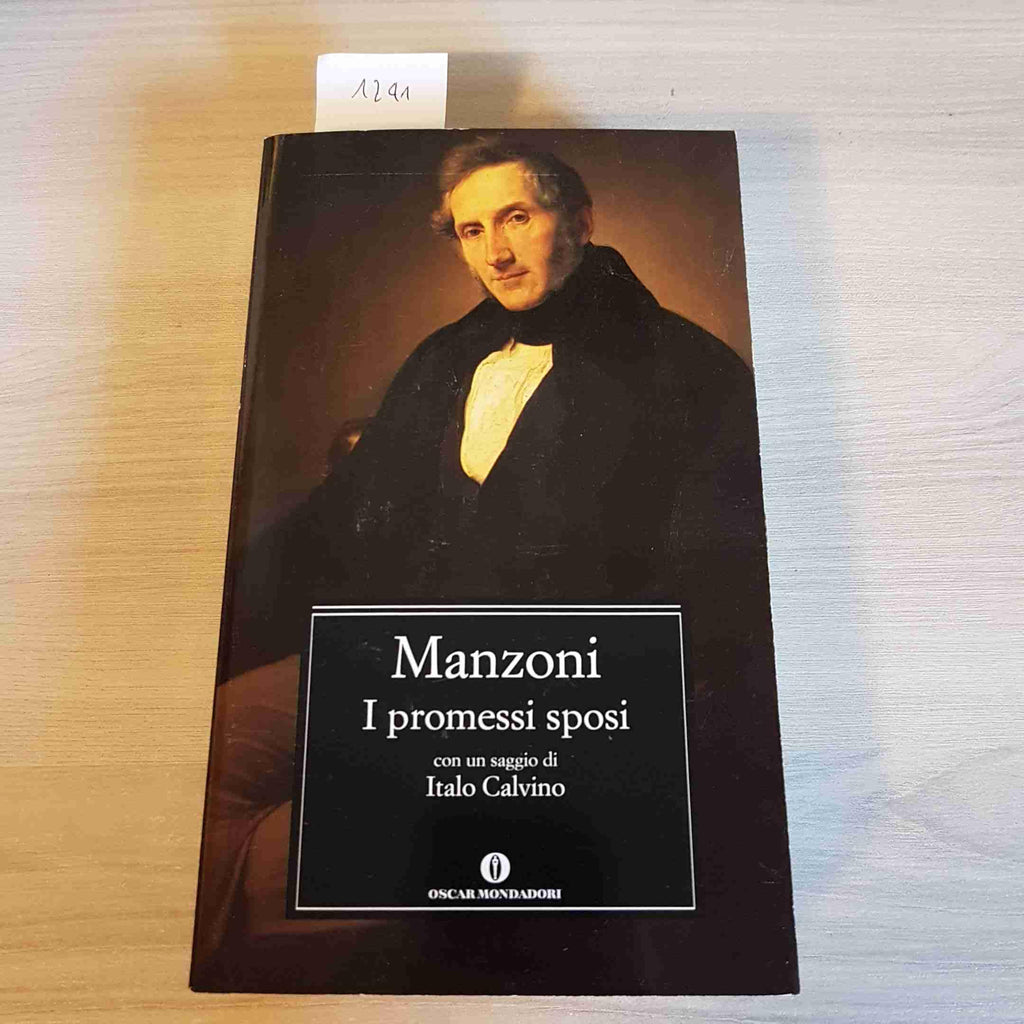 1291
Manzoni
I promessi sposi
con un saggio di
Italo Calvino
OSCAR MONDADORI